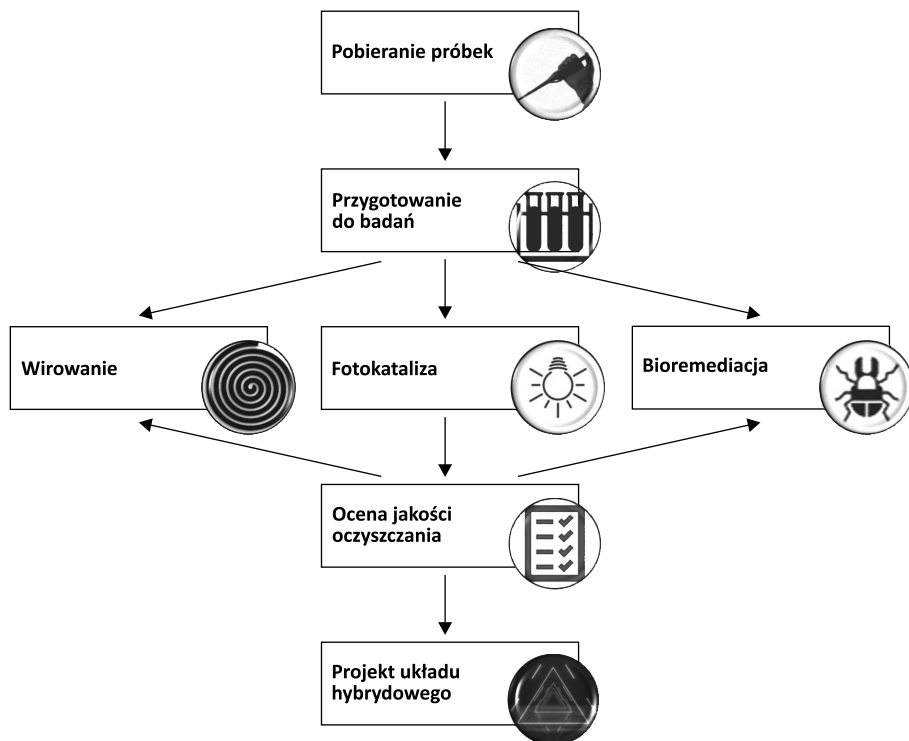 Pobieranie próbek
Przygotowanie
do badań
Wirowanie
Fotokataliza
Bioremediacja
Ocena jakości
oczyszczania
Projekt układu
hybrydowego